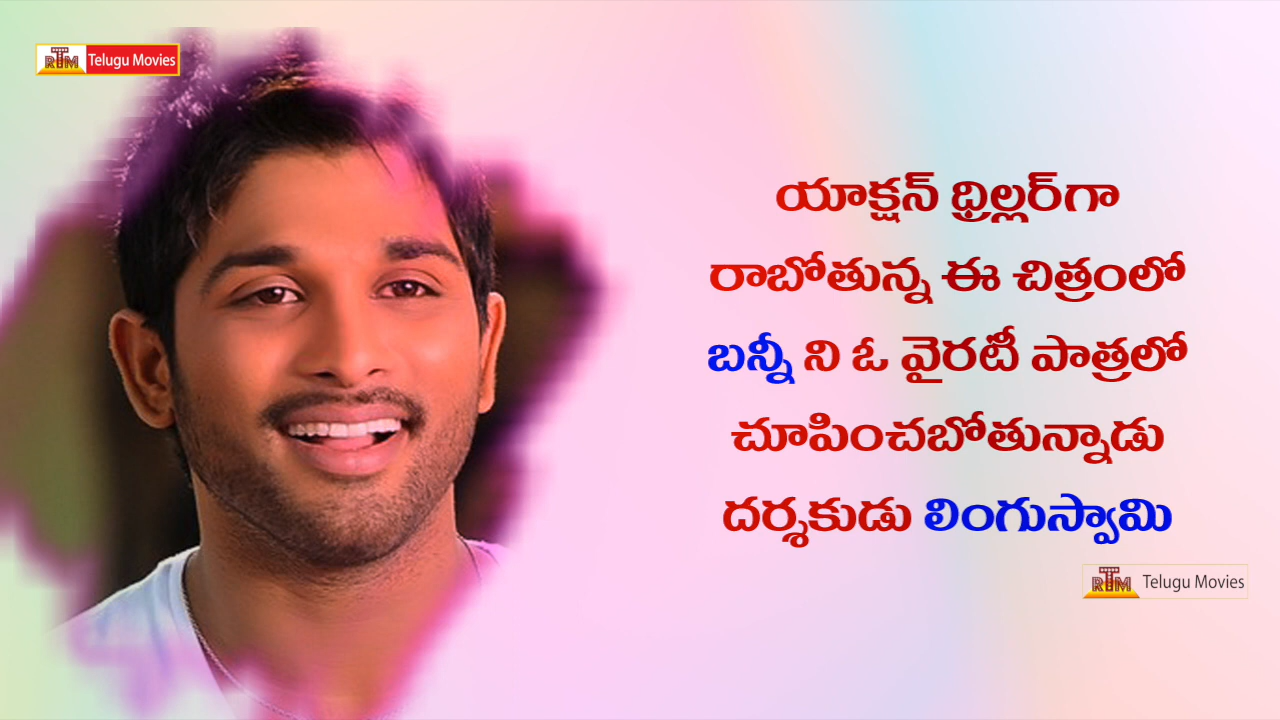 RTM Telugu Movies
యాక్షన్ థ్రిల్లర్‌గా
రాబోతున్న ఈ చిత్రంలో
బన్నీ ని ఓ వైరటీ పాత్రలో
చూపించబోతున్నాడు
దర్శకుడు లింగుస్వామి
RTM Telugu Movies